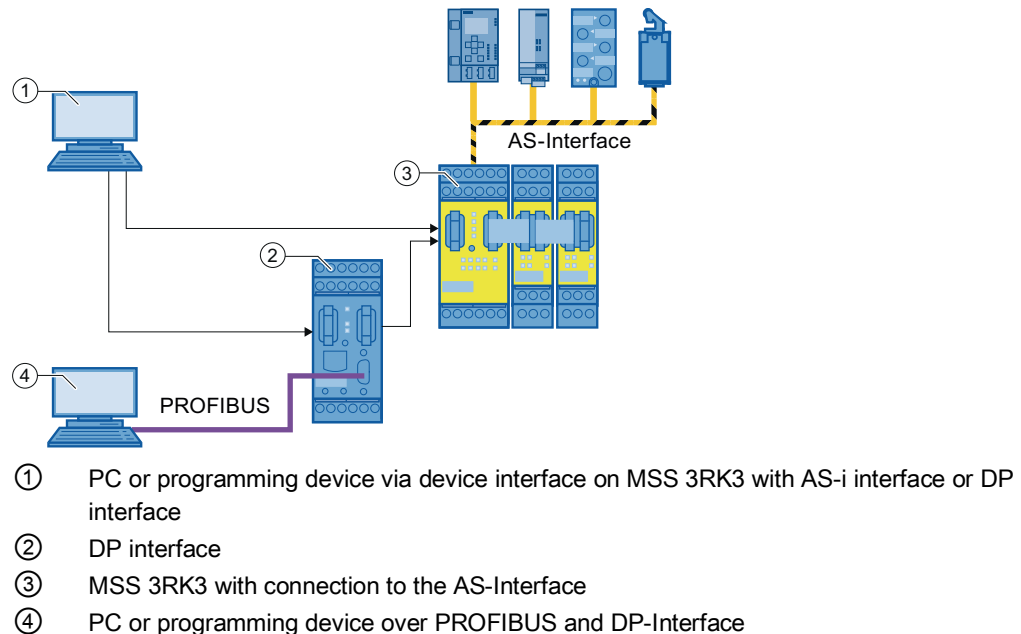 1
AS-Interface
3
2
4
PROFIBUS
① PC or programming device via device interface on MSS 3RK3 with AS-i interface or DP
interface
② DP interface
③ MSS 3RK3 with connection to the AS-Interface
④ PC or programming device over PROFIBUS and DP-Interface